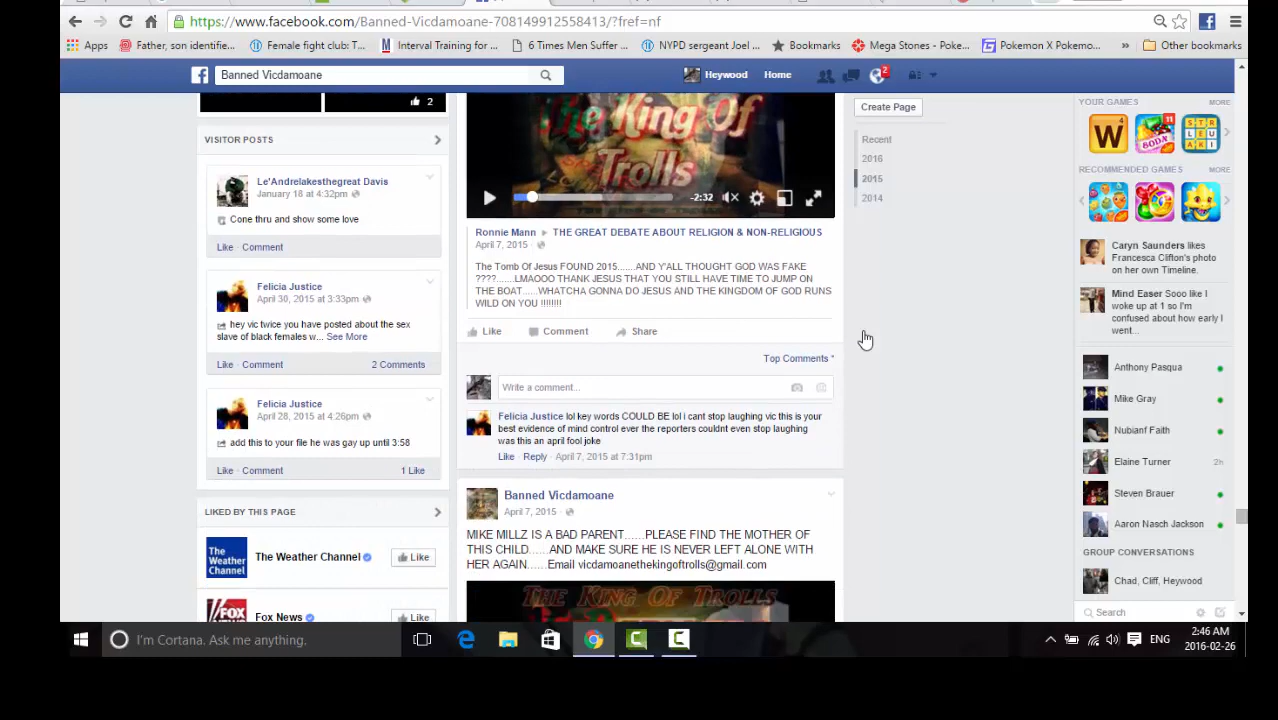 https://www.facebook.com/Banned-Vicdamoane-708149912558413/?fref=nf
Apps
Father, son identifie...
Female fight club: T...
Interval Training for ...
6 Times Men Suffer ...
NYPD sergeant Joel ...
Bookmarks
Mega Stones - Poke...
Pokemon X Pokemo...
»
Other bookmarks
Banned Vicdamoane
Heywood
Home
2
2
VISITOR POSTS
Le'Andrelakesthegreat Davis
January 18 at 4:32pm
Cone thru and show some love
Like · Comment
Felicia Justice
April 30, 2015 at 3:33pm
hey vic twice you have posted about the sex
slave of black females w... See More
Like · Comment
2 Comments
Felicia Justice
April 28, 2015 at 4:26pm
add this to your file he was gay up until 3:58
Like · Comment
1 Like
LIKED BY THIS PAGE
The Weather Channel
The Weather Channel
Like
FOX
Fox News
Like
The King Of
Trolls
-2:32
Ronnie Mann ▸ THE GREAT DEBATE ABOUT RELIGION & NON-RELIGIOUS
April 7, 2015
The Tomb Of Jesus FOUND 2015......AND Y'ALL THOUGHT GOD WAS FAKE
????......LMAOOO THANK JESUS THAT YOU STILL HAVE TIME TO JUMP ON
THE BOAT.....WHATCHA GONNA DO JESUS AND THE KINGDOM OF GOD RUNS
WILD ON YOU !!!!!!!!
Like
Comment
Share
Top Comments
Write a comment...
Felicia Justice lol key words COULD BE lol i cant stop laughing vic this is your
best evidence of mind control ever the reporters couldnt even stop laughing
was this an april fool joke
Like · Reply · April 7, 2015 at 7:31pm
Banned Vicdamoane
April 7, 2015
MIKE MILLZ IS A BAD PARENT......PLEASE FIND THE MOTHER OF
THIS CHILD.....AND MAKE SURE HE IS NEVER LEFT ALONE WITH
HER AGAIN......Email vicdamoanethekingoftrolls@gmail.com
THE KING OF TROLLS
Create Page
Recent
2016
2015
2014
YOUR GAMES
MORE
W
4
11
SODA
RECOMMENDED GAMES
MORE
Caryn Saunders likes
Francesca Clifton's photo
on her own Timeline.
Mind Easer Sooo like I
woke up at 1 so I'm
confused about how early I
went...
Anthony Pasqua
Mike Gray
Nubianf Faith
Elaine Turner
2h
Steven Brauer
Aaron Nasch Jackson
GROUP CONVERSATIONS
Chad, Cliff, Heywood
Search
I'm Cortana. Ask me anything.
ENG
2:46 AM
2016-02-26